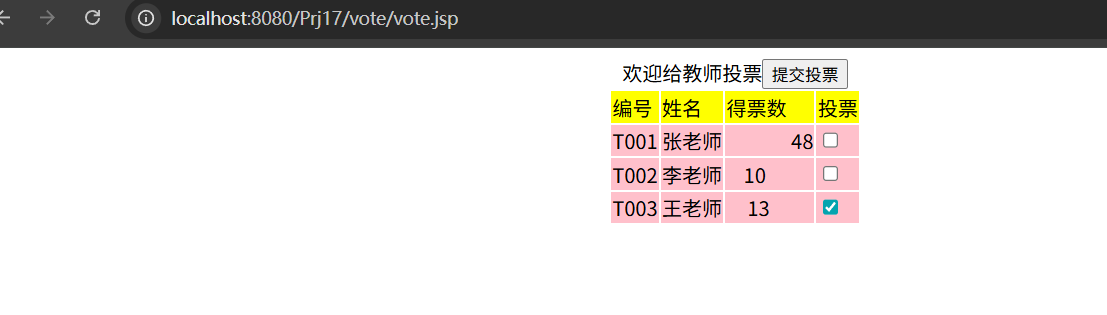 localhost:8080/Prj17/vote/vote.jsp
欢迎给教师投票 提交投票
编号 姓名 得票数 投票
T001 张老师 48
T002 李老师 10
T003 王老师 13